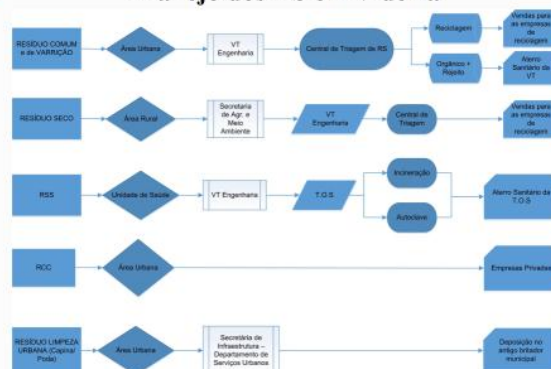 RESÍDUO COMUM
e de VARRIÇÃO
Área Urbana
VT
Engenharia
Central de Triagem de RS
Reciclagem
Vendas para
as empresas
de
reciclagem
Orgânico +
Rejeito
Aterro
Sanitário da
VT
RESÍDUO SECO
Área Rural
Secretaria
de Agr. e
Meio
Ambiente
VT
Engenharia
Central de
Triagem
Vendas para
as empresas
de
reciclagem
RSS
Unidade de Saúde
VT Engenharia
T.O.S
Incineração
Autoclave
Aterro Sanitário da
T.O.S
RCC
Área Urbana
Empresas Privadas
RESÍDUO LIMPEZA
URBANA (Capina/
Poda)
Área Urbana
Secretária de
Infraestrutura –
Departamento de
Serviços Urbanos
Deposição no
antigo britador
municipal